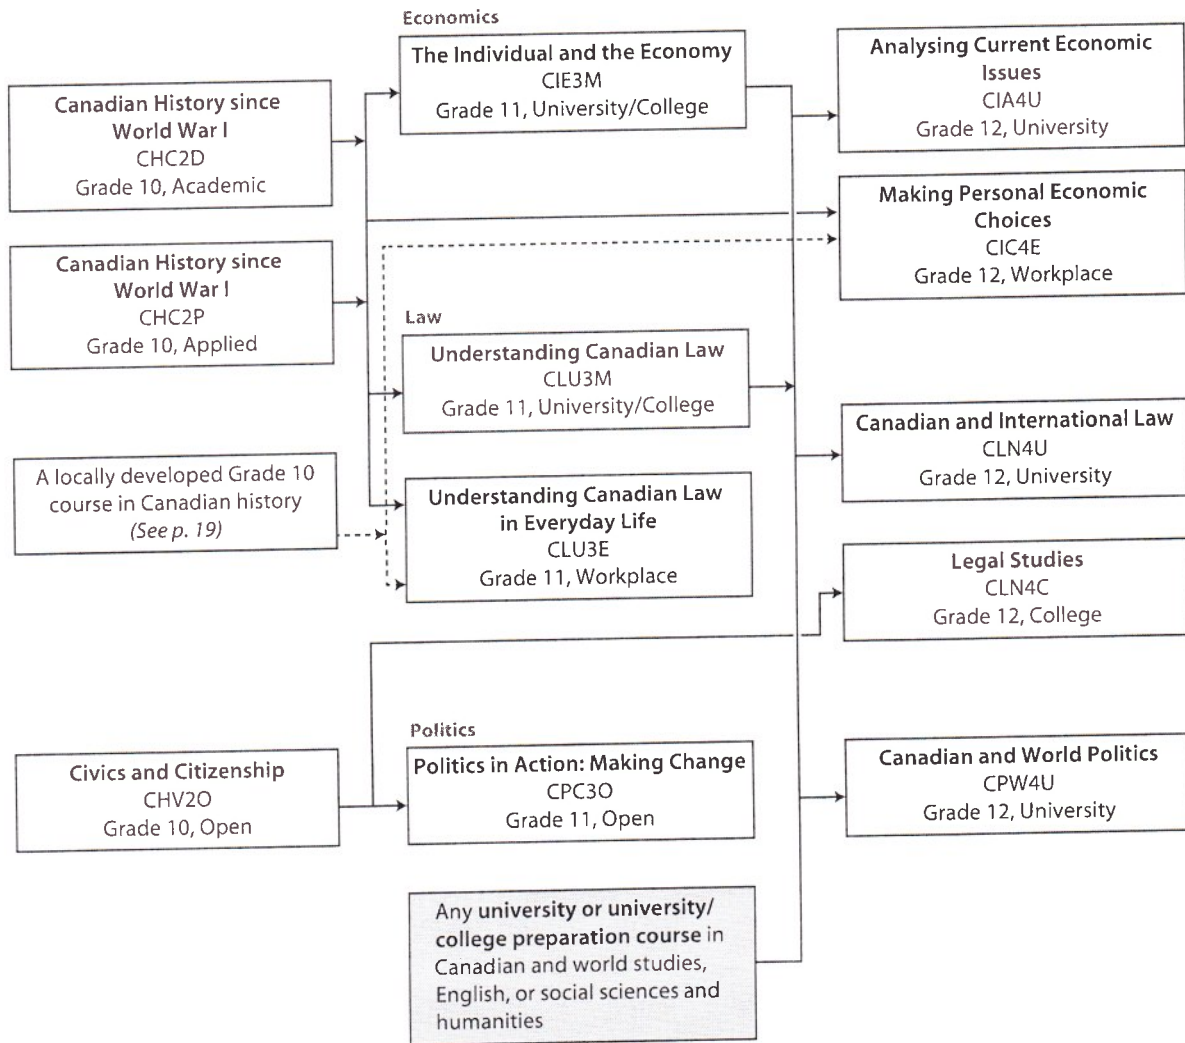 Economics
The Individual and the Economy
CIE3M
Grade 11, University/College
Analysing Current Economic
Issues
CIA4U
Grade 12, University
Canadian History since
World War I
CHC2D
Grade 10, Academic
Making Personal Economic
Choices
CIC4E
Grade 12, Workplace
Canadian History since
World War I
CHC2P
Grade 10, Applied
Law
Understanding Canadian Law
CLU3M
Grade 11, University/College
Canadian and International Law
CLN4U
Grade 12, University
A locally developed Grade 10
course in Canadian history
(See p. 19)
Understanding Canadian Law
in Everyday Life
CLU3E
Grade 11, Workplace
Legal Studies
CLN4C
Grade 12, College
Politics
Civics and Citizenship
CHV2O
Grade 10, Open
Politics in Action: Making Change
CPC3O
Grade 11, Open
Canadian and World Politics
CPW4U
Grade 12, University
Any university or university/
college preparation course in
Canadian and world studies,
English, or social sciences and
humanities